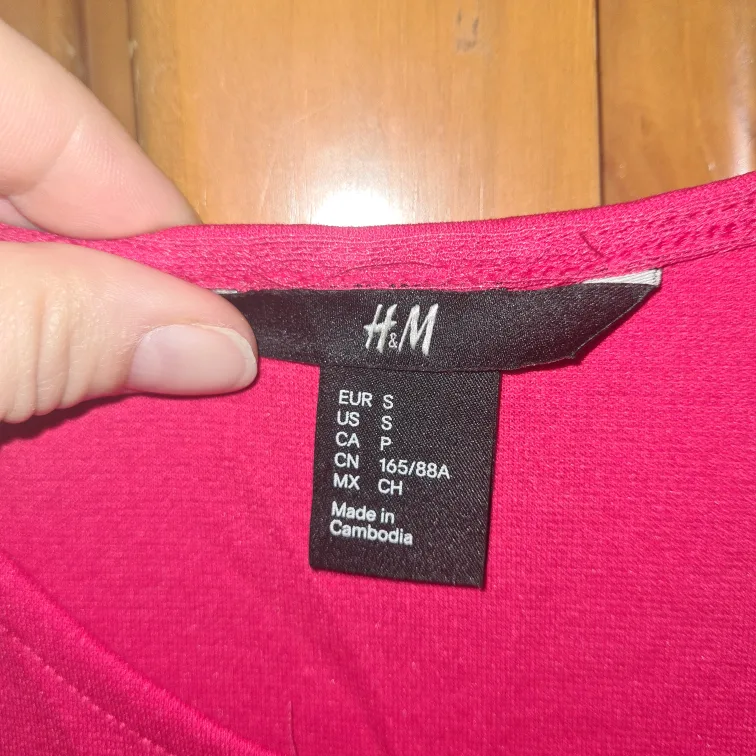 H&M
EUR S
US S
CA P
CN 165/88A
MX CH
Made in
Cambodia